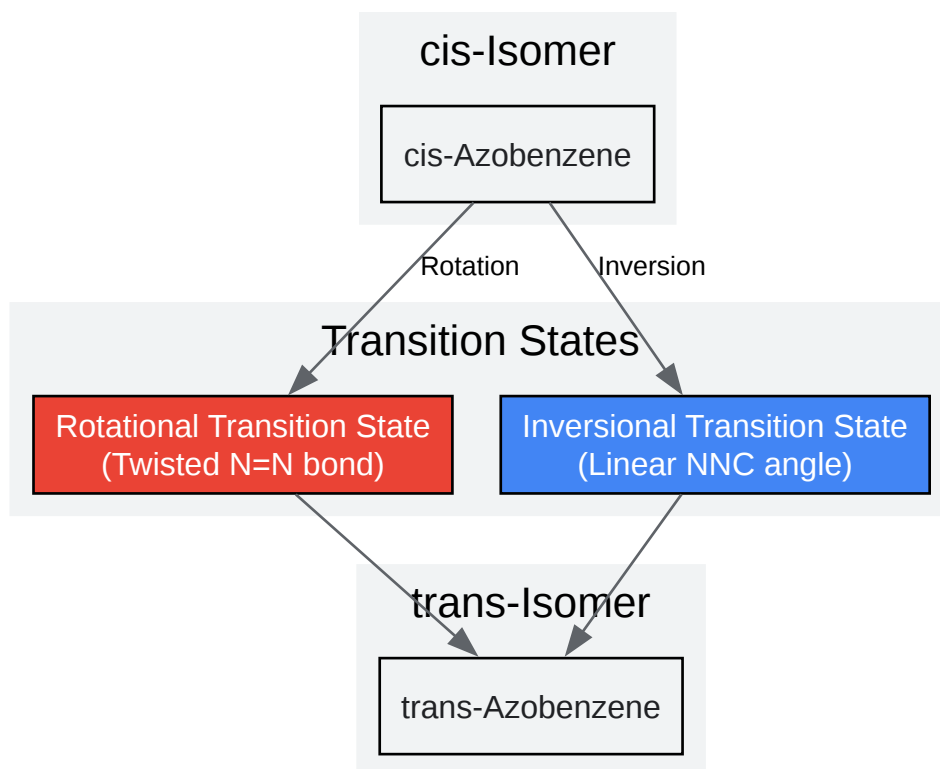 cis-Isomer
cis-Azobenzene
Rotation
Inversion
Transition States
Rotational Transition State
(Twisted N=N bond)
Inversional Transition State
(Linear NNC angle)
trans-Isomer
trans-Azobenzene